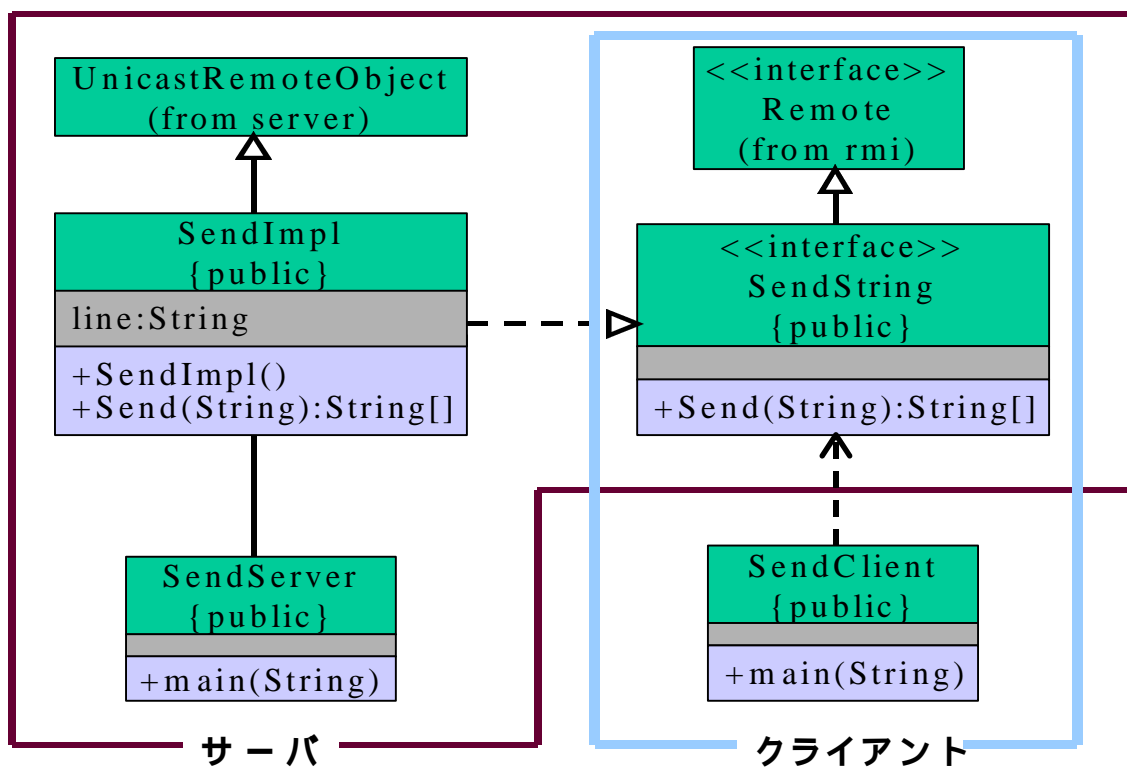 UnicastRemoteObject
(from server)
<<interface>>
Remote
(from rmi)
SendImpl
{public}
line:String
+SendImpl()
+Send(String):String[]
<<interface>>
SendString
{public}
+Send(String):String[]
SendServer
{public}
+main(String)
SendClient
{public}
+main(String)
サーバ
クライアント